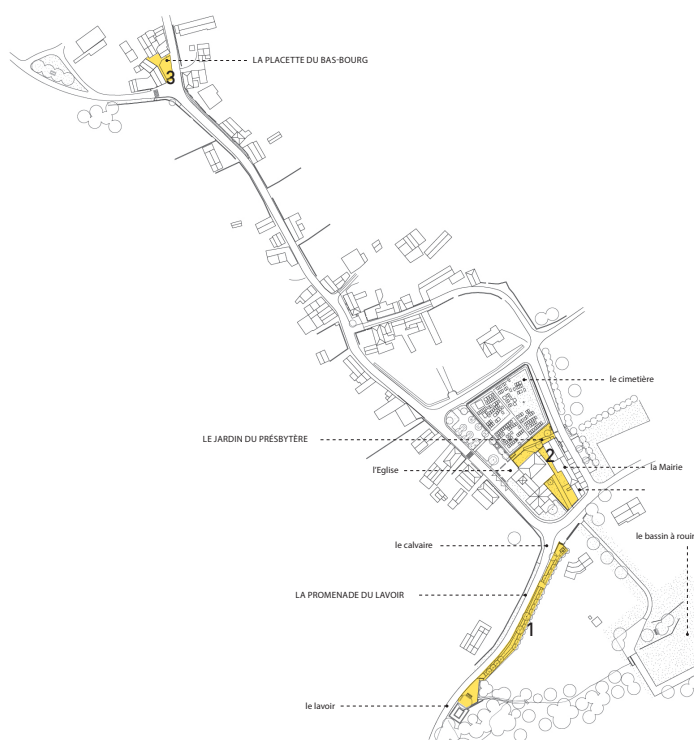 LA PLACETTE DU BAS-BOURG
3
le cimetière
LE JARDIN DU PRÉSBYTÈRE
2
l'Eglise
la Mairie
le bassin à rouir
le calvaire
LA PROMENADE DU LAVOIR
1
le lavoir